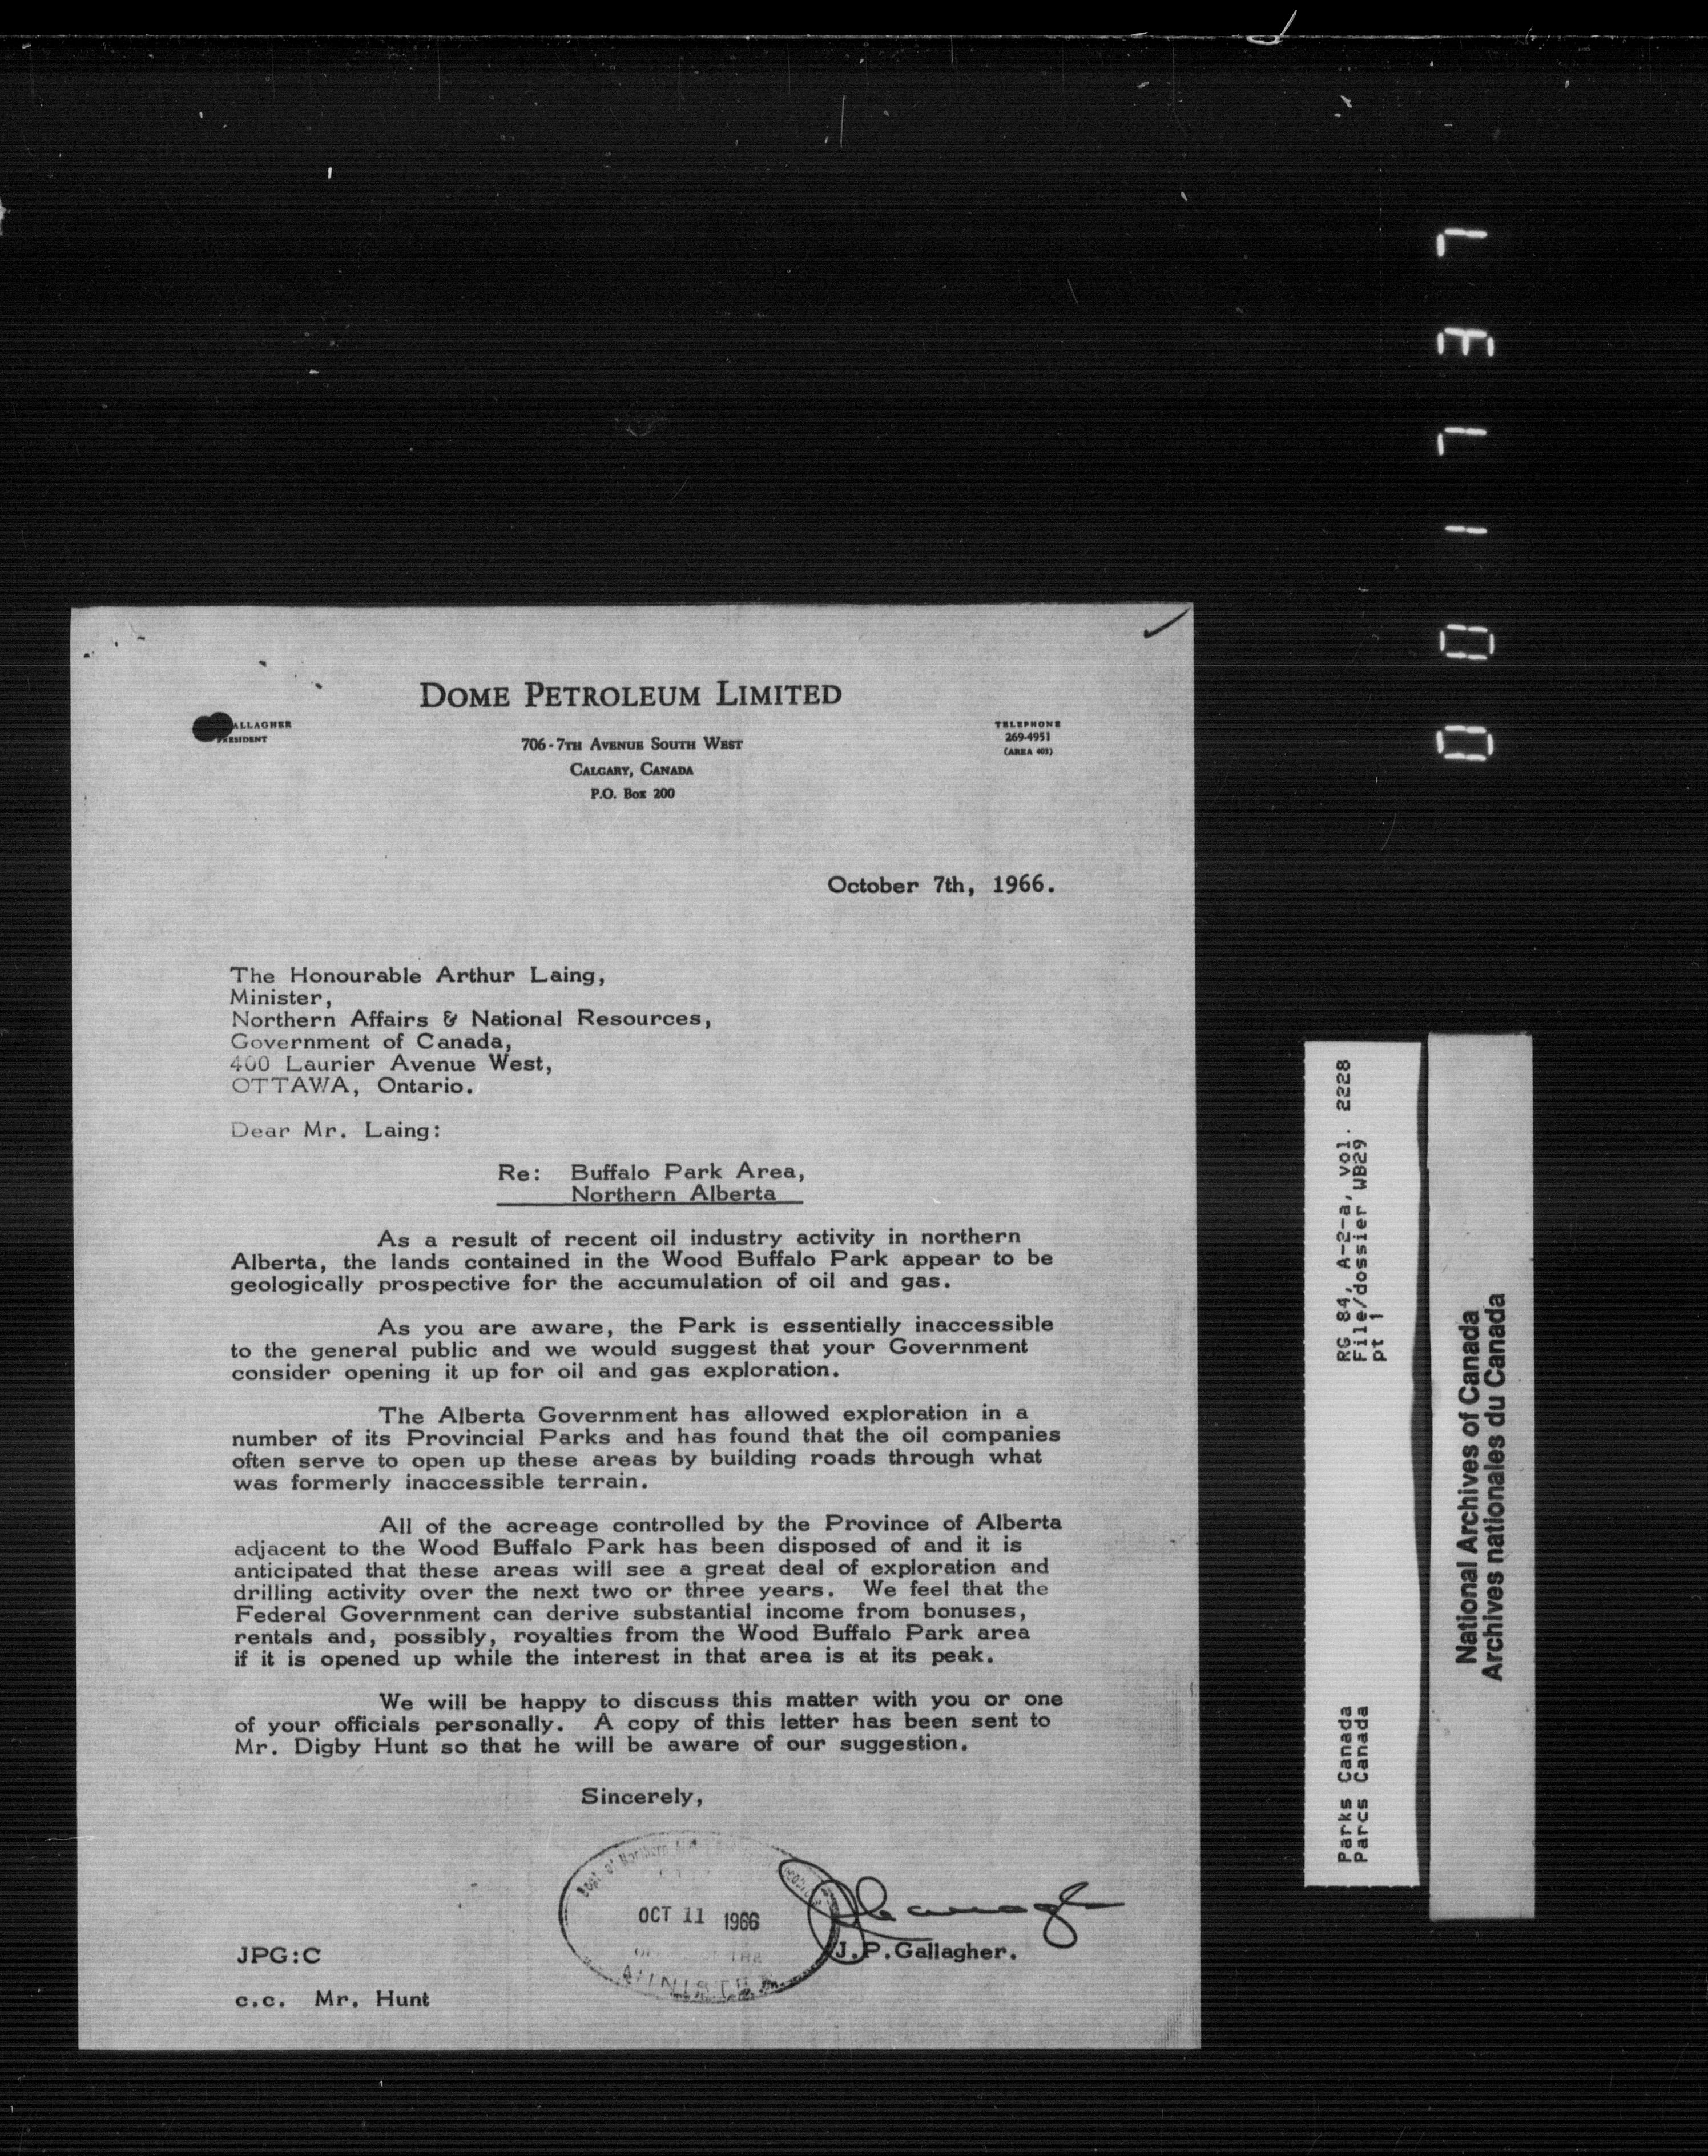 DOME PETROLEUM LIMITED
ALLAGHER
PRESIDENT
706-7TH AVENUE SOUTH WEST
CALGARY, CANADA
P.O. BOX 200
TELEPHONE
269-4951
(AREA 403)
October 7th, 1966.
The Honourable Arthur Laing,
Minister,
Northern Affairs & National Resources,
Government of Canada,
400 Laurier Avenue West,
OTTAWA, Ontario.
Dear Mr. Laing:
Re: Buffalo Park Area,
Northern Alberta
As a result of recent oil industry activity in northern
Alberta, the lands contained in the Wood Buffalo Park appear to be
geologically prospective for the accumulation of oil and gas.
As you are aware, the Park is essentially inaccessible
to the general public and we would suggest that your Government
consider opening it up for oil and gas exploration.
The Alberta Government has allowed exploration in a
number of its Provincial Parks and has found that the oil companies
often serve to open up these areas by building roads through what
was formerly inaccessible terrain.
All of the acreage controlled by the Province of Alberta
adjacent to the Wood Buffalo Park has been disposed of and it is
anticipated that these areas will see a great deal of exploration and
drilling activity over the next two or three years. We feel that the
Federal Government can derive substantial income from bonuses,
rentals and, possibly, royalties from the Wood Buffalo Park area
if it is opened up while the interest in that area is at its peak.
We will be happy to discuss this matter with you or one
of your officials personally. A copy of this letter has been sent to
Mr. Digby Hunt so that he will be aware of our suggestion.
Sincerely,
Dept of Northern
OCT 11 1966
MINISTER
J.P.Gallagher.
JPG:C
c.c. Mr. Hunt
001737
RG 84, A-2-a, vol. 2228
File/dossier WB29
pt 1
Parks Canada
Parcs Canada
National Archives of Canada
Archives nationales du Canada